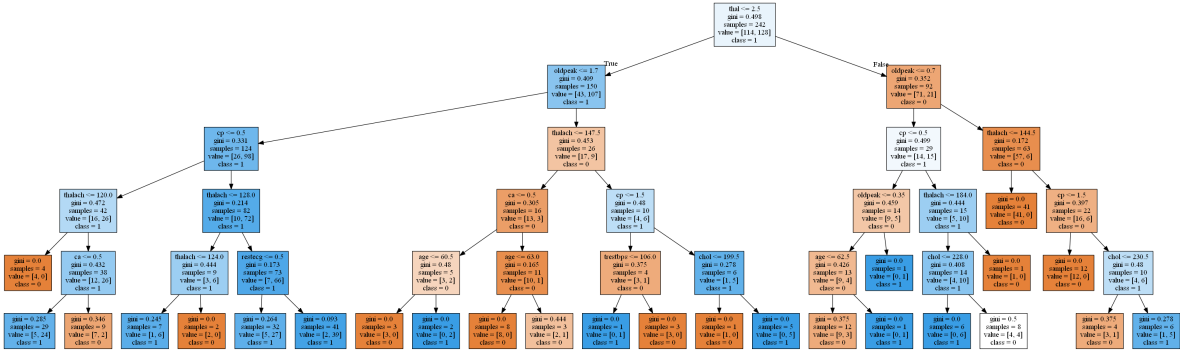 thal <= 2.5
gini = 0.498
samples = 242
value = [114, 128]
class = 1
True
False
oldpeak <= 1.7
gini = 0.409
samples = 150
value = [43, 107]
class = 1
oldpeak <= 0.7
gini = 0.352
samples = 92
value = [71, 21]
class = 0
cp <= 0.5
gini = 0.331
samples = 124
value = [26, 98]
class = 1
thalach <= 147.5
gini = 0.453
samples = 26
value = [17, 9]
class = 0
cp <= 0.5
gini = 0.499
samples = 29
value = [14, 15]
class = 1
thalach <= 144.5
gini = 0.172
samples = 63
value = [57, 6]
class = 0
thalach <= 120.0
gini = 0.472
samples = 42
value = [16, 26]
class = 1
thalach <= 128.0
gini = 0.214
samples = 82
value = [10, 72]
class = 1
ca <= 0.5
gini = 0.305
samples = 16
value = [13, 3]
class = 0
cp <= 1.5
gini = 0.48
samples = 10
value = [4, 6]
class = 1
oldpeak <= 0.35
gini = 0.459
samples = 14
value = [9, 5]
class = 0
thalach <= 184.0
gini = 0.444
samples = 15
value = [5, 10]
class = 1
gini = 0.0
samples = 41
value = [41, 0]
class = 0
cp <= 1.5
gini = 0.397
samples = 22
value = [16, 6]
class = 0
gini = 0.0
samples = 4
value = [4, 0]
class = 0
ca <= 0.5
gini = 0.432
samples = 38
value = [12, 26]
class = 1
thalach <= 124.0
gini = 0.444
samples = 9
value = [3, 6]
class = 1
restecg <= 0.5
gini = 0.173
samples = 73
value = [7, 66]
class = 1
age <= 60.5
gini = 0.48
samples = 5
value = [3, 2]
class = 0
age <= 63.0
gini = 0.165
samples = 11
value = [10, 1]
class = 0
trestbps <= 106.0
gini = 0.375
samples = 4
value = [3, 1]
class = 0
chol <= 199.5
gini = 0.278
samples = 6
value = [1, 5]
class = 1
age <= 62.5
gini = 0.426
samples = 13
value = [9, 4]
class = 0
gini = 0.0
samples = 1
value = [0, 1]
class = 1
chol <= 228.0
gini = 0.408
samples = 14
value = [4, 10]
class = 1
gini = 0.0
samples = 1
value = [1, 0]
class = 0
gini = 0.0
samples = 12
value = [12, 0]
class = 0
chol <= 230.5
gini = 0.48
samples = 10
value = [4, 6]
class = 1
gini = 0.285
samples = 29
value = [5, 24]
class = 1
gini = 0.346
samples = 9
value = [7, 2]
class = 0
gini = 0.245
samples = 7
value = [1, 6]
class = 1
gini = 0.0
samples = 2
value = [2, 0]
class = 0
gini = 0.264
samples = 32
value = [5, 27]
class = 1
gini = 0.093
samples = 41
value = [2, 39]
class = 1
gini = 0.0
samples = 3
value = [3, 0]
class = 0
gini = 0.0
samples = 2
value = [0, 2]
class = 1
gini = 0.0
samples = 8
value = [8, 0]
class = 0
gini = 0.444
samples = 3
value = [2, 1]
class = 0
gini = 0.0
samples = 1
value = [0, 1]
class = 1
gini = 0.0
samples = 3
value = [3, 0]
class = 0
gini = 0.0
samples = 1
value = [1, 0]
class = 0
gini = 0.0
samples = 5
value = [0, 5]
class = 1
gini = 0.375
samples = 12
value = [9, 3]
class = 0
gini = 0.0
samples = 1
value = [0, 1]
class = 1
gini = 0.0
samples = 6
value = [0, 6]
class = 1
gini = 0.5
samples = 8
value = [4, 4]
class = 0
gini = 0.375
samples = 4
value = [3, 1]
class = 0
gini = 0.278
samples = 6
value = [1, 5]
class = 1